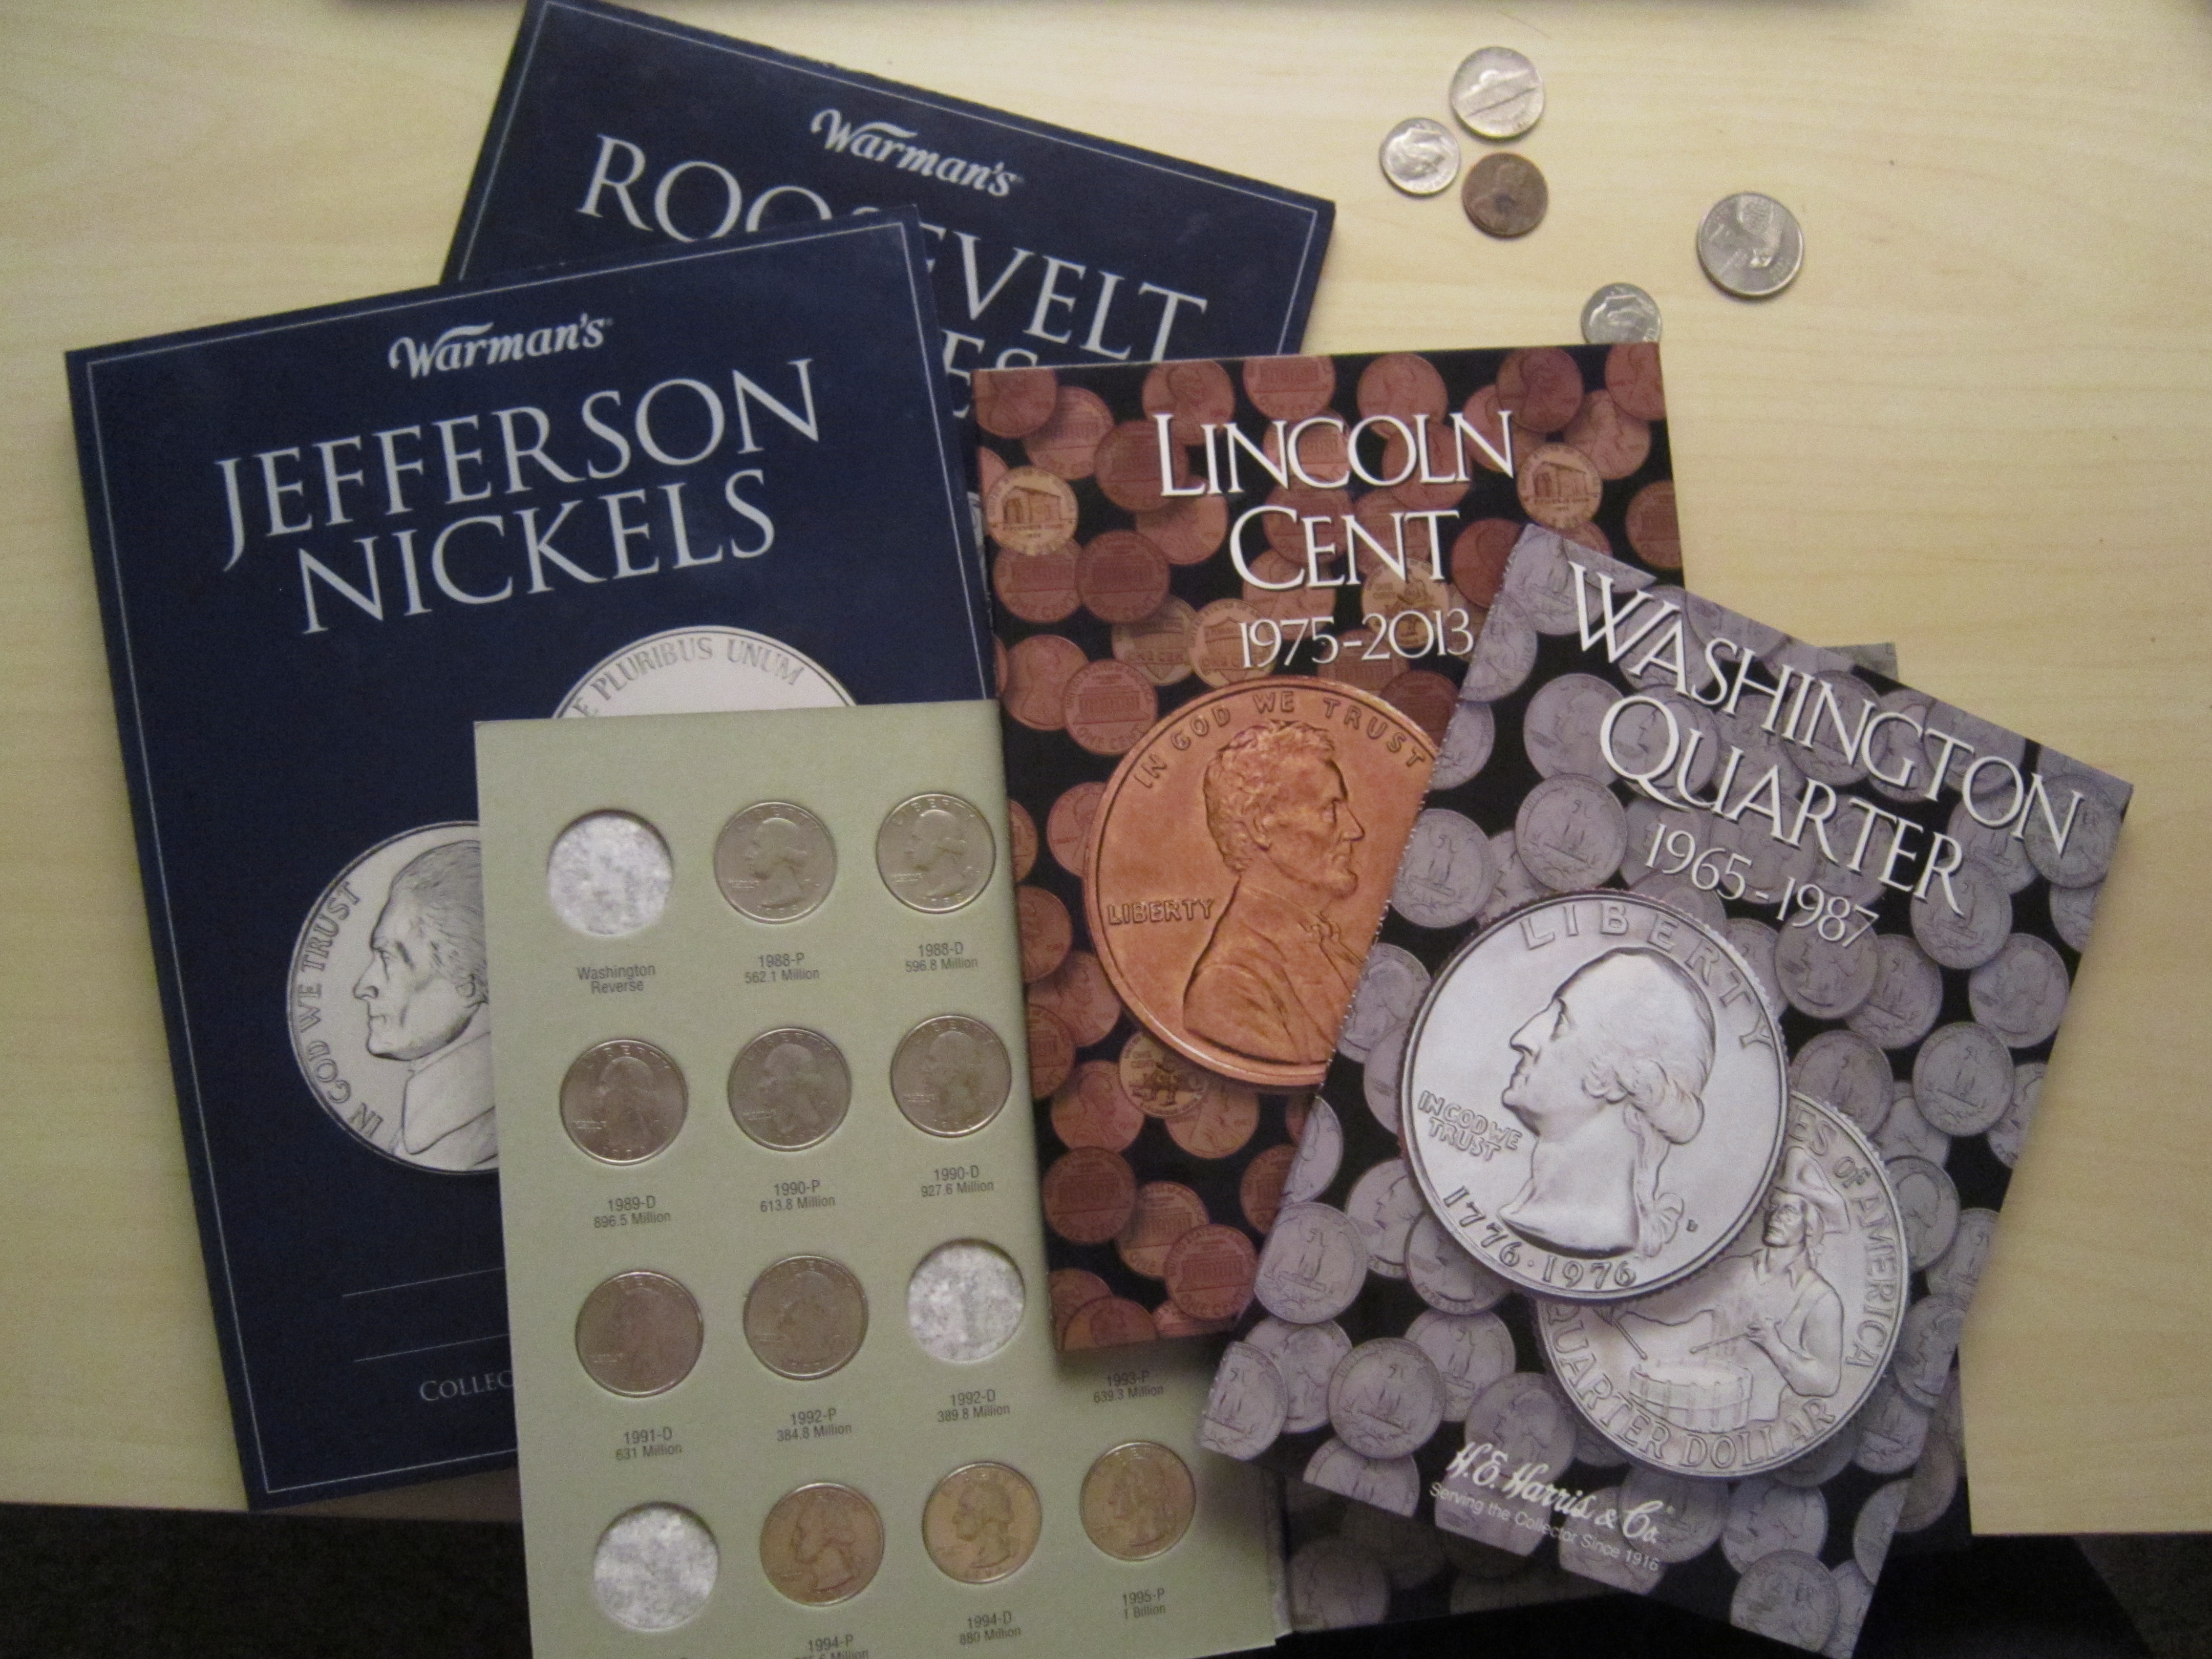 Warman's
ROOSEVELT
Warman's
JEFFERSON
NICKELS
E PLURIBUS UNUM
IN GOD WE TRUST
LINCOLN
CENT
1975-2013
IN GOD WE TRUST
LIBERTY
WASHINGTON
QUARTER
1965-1987
LIBERTY
IN GOD WE
TRUST
1776·1976
D
ES OF AMERICA
QUARTER DOLLAR
H.E. Harris & Co.
Serving the Collector Since 1916
Washington
Reverse
1988-P
562.1 Million
1988-D
596.8 Million
1989-D
896.5 Million
1990-P
613.8 Million
1990-D
927.6 Million
1991-D
631 Million
1992-P
384.8 Million
1992-D
389.8 Million
1993-P
639.3 Million
1994-P
Million
1994-D
880 Million
1995-P
1 Billion
COLLEC